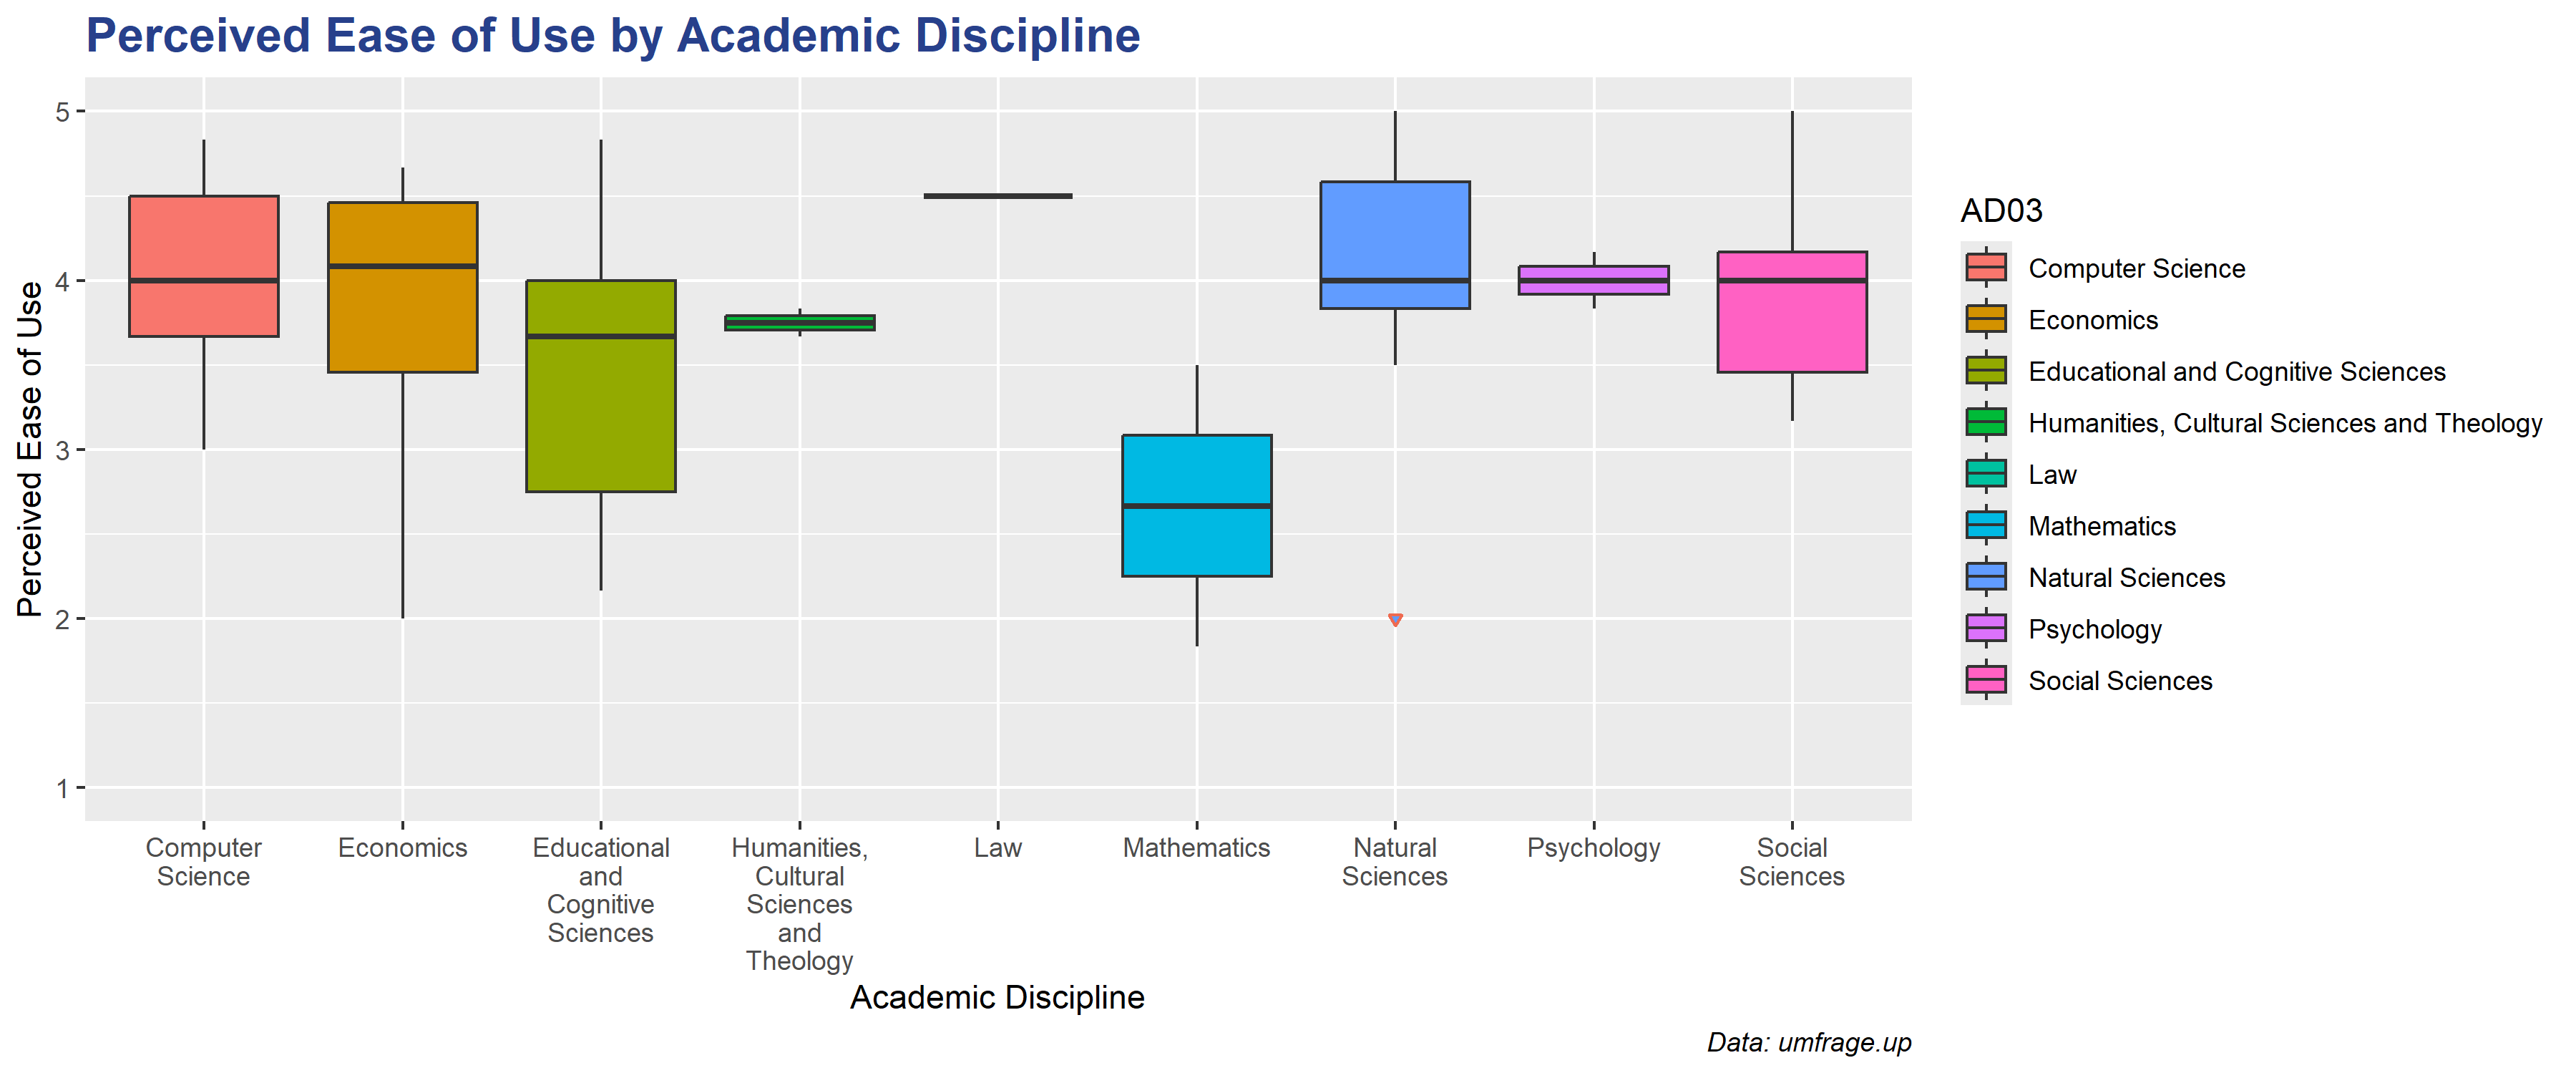 Perceived Ease of Use by Academic Discipline
Perceived Ease of Use
5
4
3
2
1
Computer
Science
Economics
Educational
and
Cognitive
Sciences
Humanities,
Cultural
Sciences
and
Theology
Law
Mathematics
Natural
Sciences
Psychology
Social
Sciences
Academic Discipline
Data: umfrage.up
AD03
Computer Science
Economics
Educational and Cognitive Sciences
Humanities, Cultural Sciences and Theology
Law
Mathematics
Natural Sciences
Psychology
Social Sciences